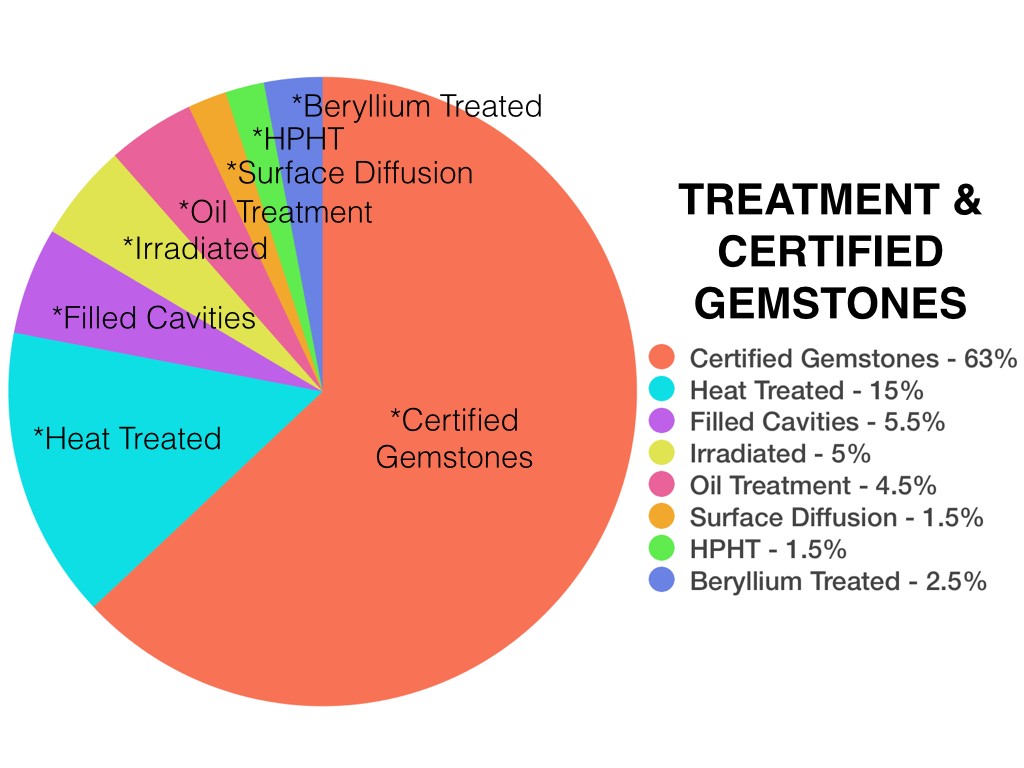 *Beryllium Treated
*HPHT
*Surface Diffusion
*Oil Treatment
*Irradiated
*Filled Cavities
*Heat Treated
*Certified
Gemstones
TREATMENT &
CERTIFIED
GEMSTONES
Certified Gemstones - 63%
Heat Treated - 15%
Filled Cavities - 5.5%
Irradiated - 5%
Oil Treatment - 4.5%
Surface Diffusion - 1.5%
HPHT - 1.5%
Beryllium Treated - 2.5%